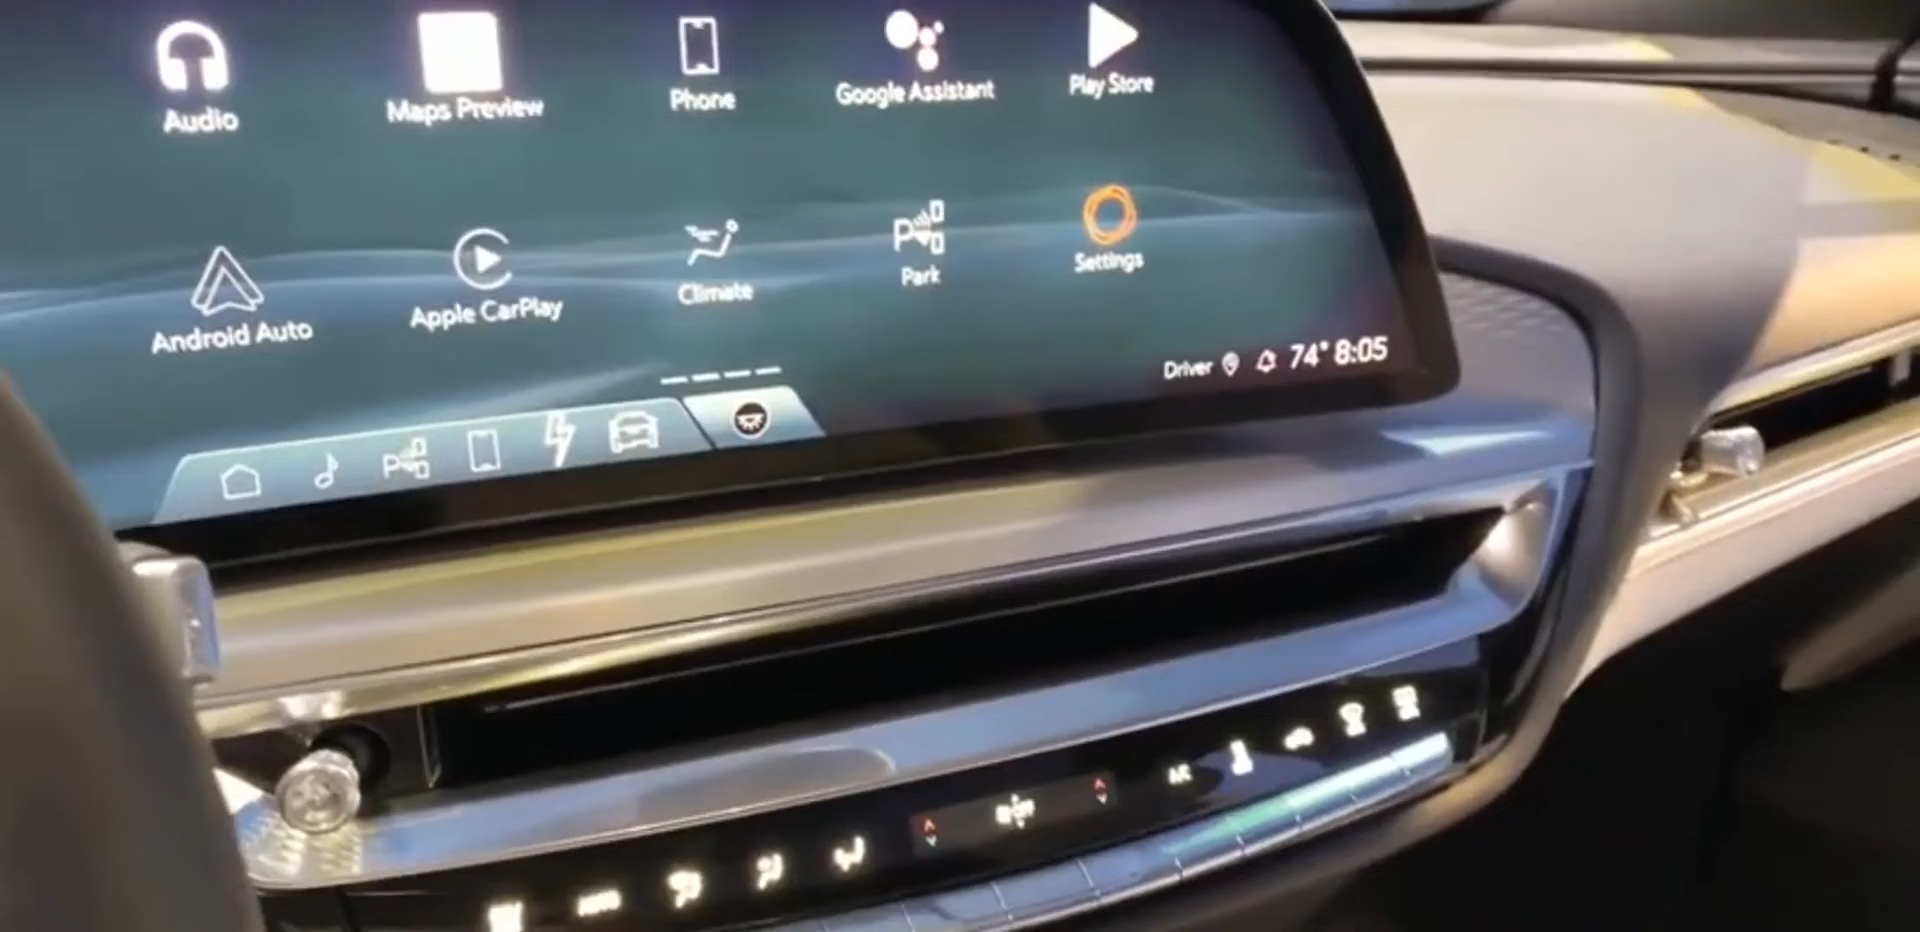 Audio
Maps Preview
Phone
Google Assistant
Play Store
Android Auto
Apple CarPlay
Climate
Park
Settings
Driver 74° 8:05
AUTO
A/C